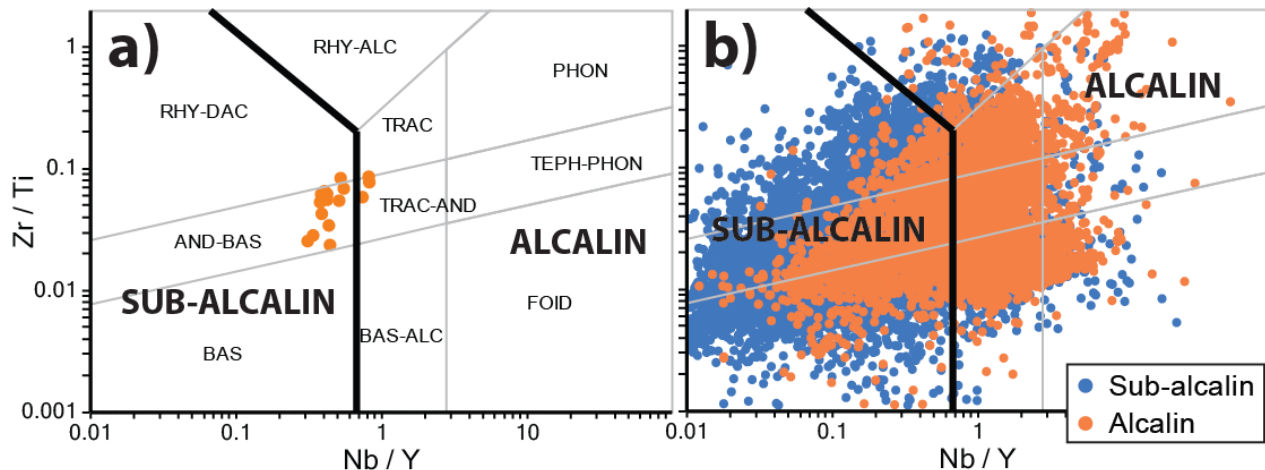 a)
RHY-ALC
PHON
RHY-DAC
TRAC
TEPH-PHON
TRAC-AND
AND-BAS
ALCALIN
SUB-ALCALIN
FOID
BAS-ALC
BAS
1
0.1
0.01
0.001
Zr / Ti
0.01
0.1
1
10
Nb / Y
b)
ALCALIN
SUB-ALCALIN
Sub-alcalin
Alcalin
0.01
0.1
1
Nb / Y